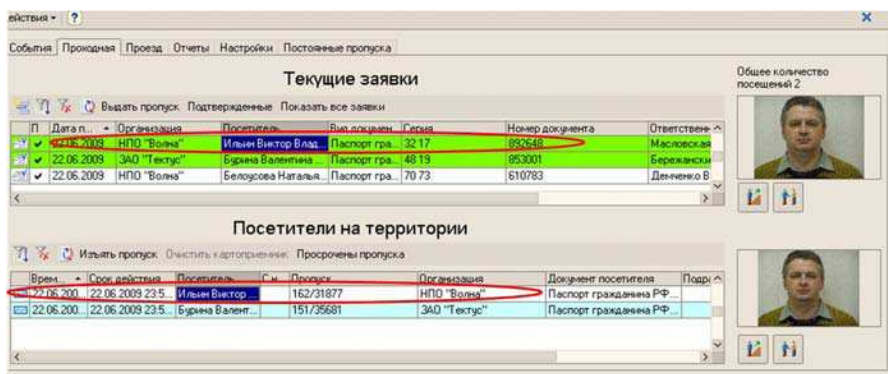 ействия ?
События Проходная Проезд Отчеты Настройки Постоянные пропуска
Текущие заявки
Общее количество
посещений 2
Выдать пропуск Подтвержденные Показать все заявки
П Дата п... Организация Посетитель Вид докумен... Серия Номер документа Ответствен
22.06.2009 НПО "Волна" Ильин Виктор Влад... Паспорт гра... 32 17 892648 Масловская
22.06.2009 ЗАО "Тектус" Бурина Валентина ... Паспорт гра... 48 19 853001 Бережански
22.06.2009 НПО "Волна" Белоусова Наталья... Паспорт гра... 70 73 610783 Демченко В
Посетители на территории
Изъять пропуск Очистить картоприемник Просрочены пропуска
Врем... Срок действия Посетитель С н... Пропуск Организация Документ посетителя Подр
22.06.200... 22.06.2009 23:5... Ильин Виктор ... 162/31877 НПО "Волна" Паспорт гражданина РФ...
22.06.200... 22.06.2009 23:5... Бурина Валент... 151/35681 ЗАО "Тектус" Паспорт гражданина РФ...